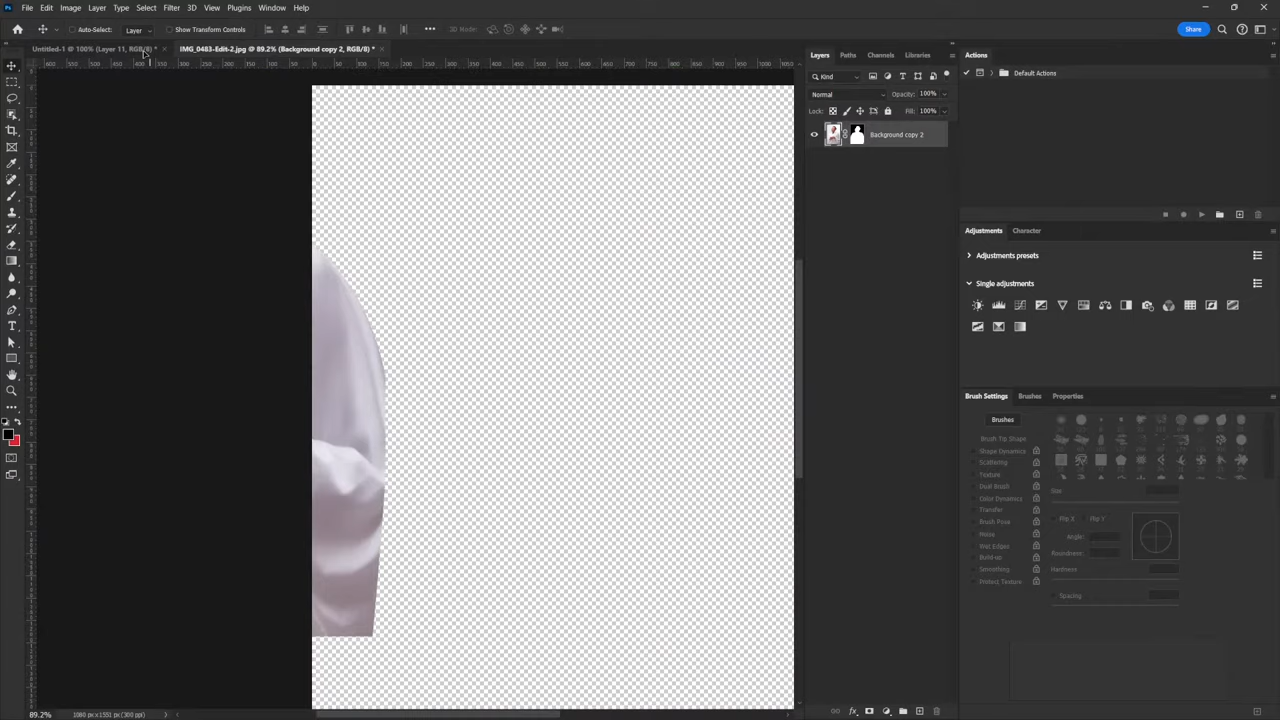 Ps File Edit Image Layer Type Select Filter 3D View Plugins Window Help
Auto-Select: Layer Show Transform Controls 3D Mode: Share
Untitled-1 @ 100% (Layer 11, RGB/8) * × IMG_0483-Edit-2.jpg @ 89.2% (Background copy 2, RGB/8) * ×
Layers Paths Channels Libraries
Kind
Normal Opacity: 100%
Lock: Fill: 100%
Background copy 2
Actions
Default Actions
Adjustments Character
Adjustments presets
Single adjustments
Brush Settings Brushes Properties
Brushes
Brush Tip Shape
Shape Dynamics
Scattering
Texture
Dual Brush
Color Dynamics
Transfer
Brush Pose
Noise
Wet Edges
Build-up
Smoothing
Protect Texture
Size
Flip X Flip Y
Angle:
Roundness:
Hardness
Spacing
89.2% 1080 px x 1551 px (300 ppi)